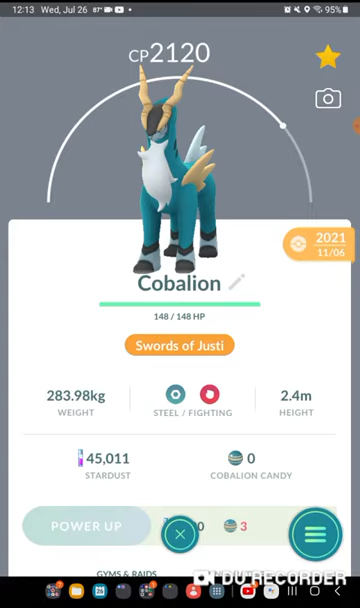 12:13 Wed, Jul 26 87° 95%
CP2120
2021
11/06
Cobalion
148 / 148 HP
Swords of Justi
283.98kg
WEIGHT
STEEL / FIGHTING
2.4m
HEIGHT
45,011
STARDUST
0
COBALION CANDY
POWER UP
0
3
GYMS & RAIDS
DU RECORDER